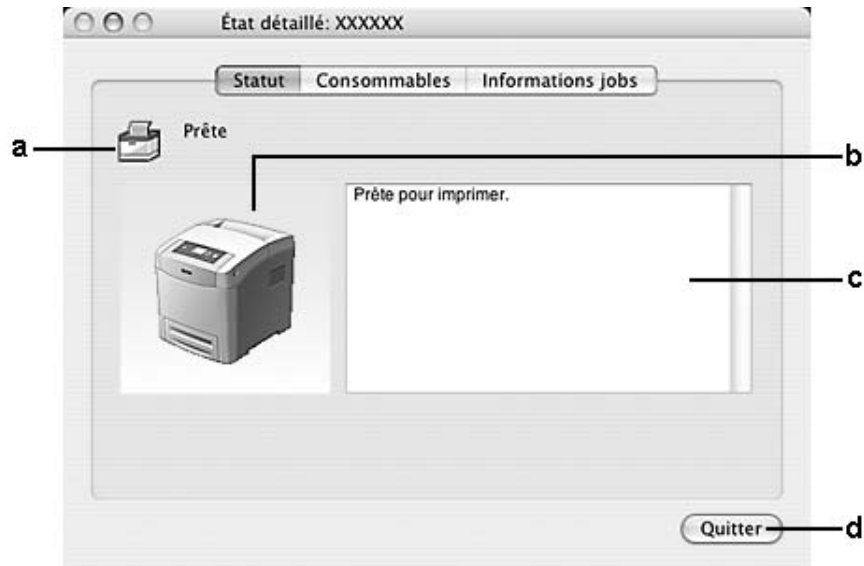 État détaillé: XXXXXX
Statut Consommables Informations jobs
Prête
a
b
Prête pour imprimer.
c
Quitter
d